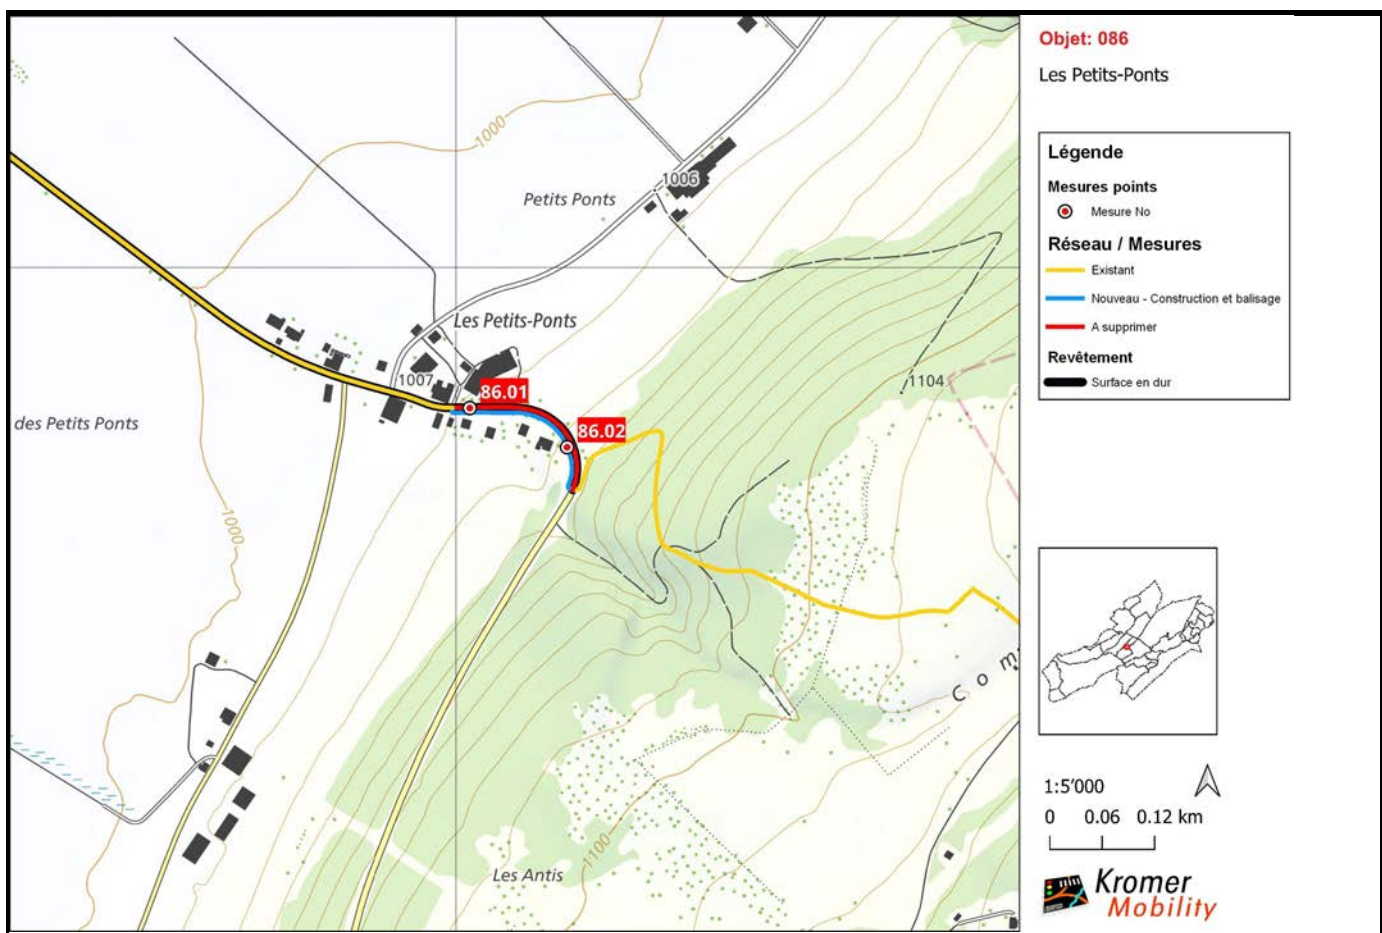 1000
1006
Petits Ponts
Les Petits-Ponts
1007
1104
86.01
86.02
des Petits Ponts
1000
Com
1100
Les Antis
Objet: 086
Les Petits-Ponts
Légende
Mesures points
Mesure No
Réseau / Mesures
Existant
Nouveau - Construction et balisage
A supprimer
Revêtement
Surface en dur
1:5'000
0 0.06 0.12 km
Kromer
Mobility